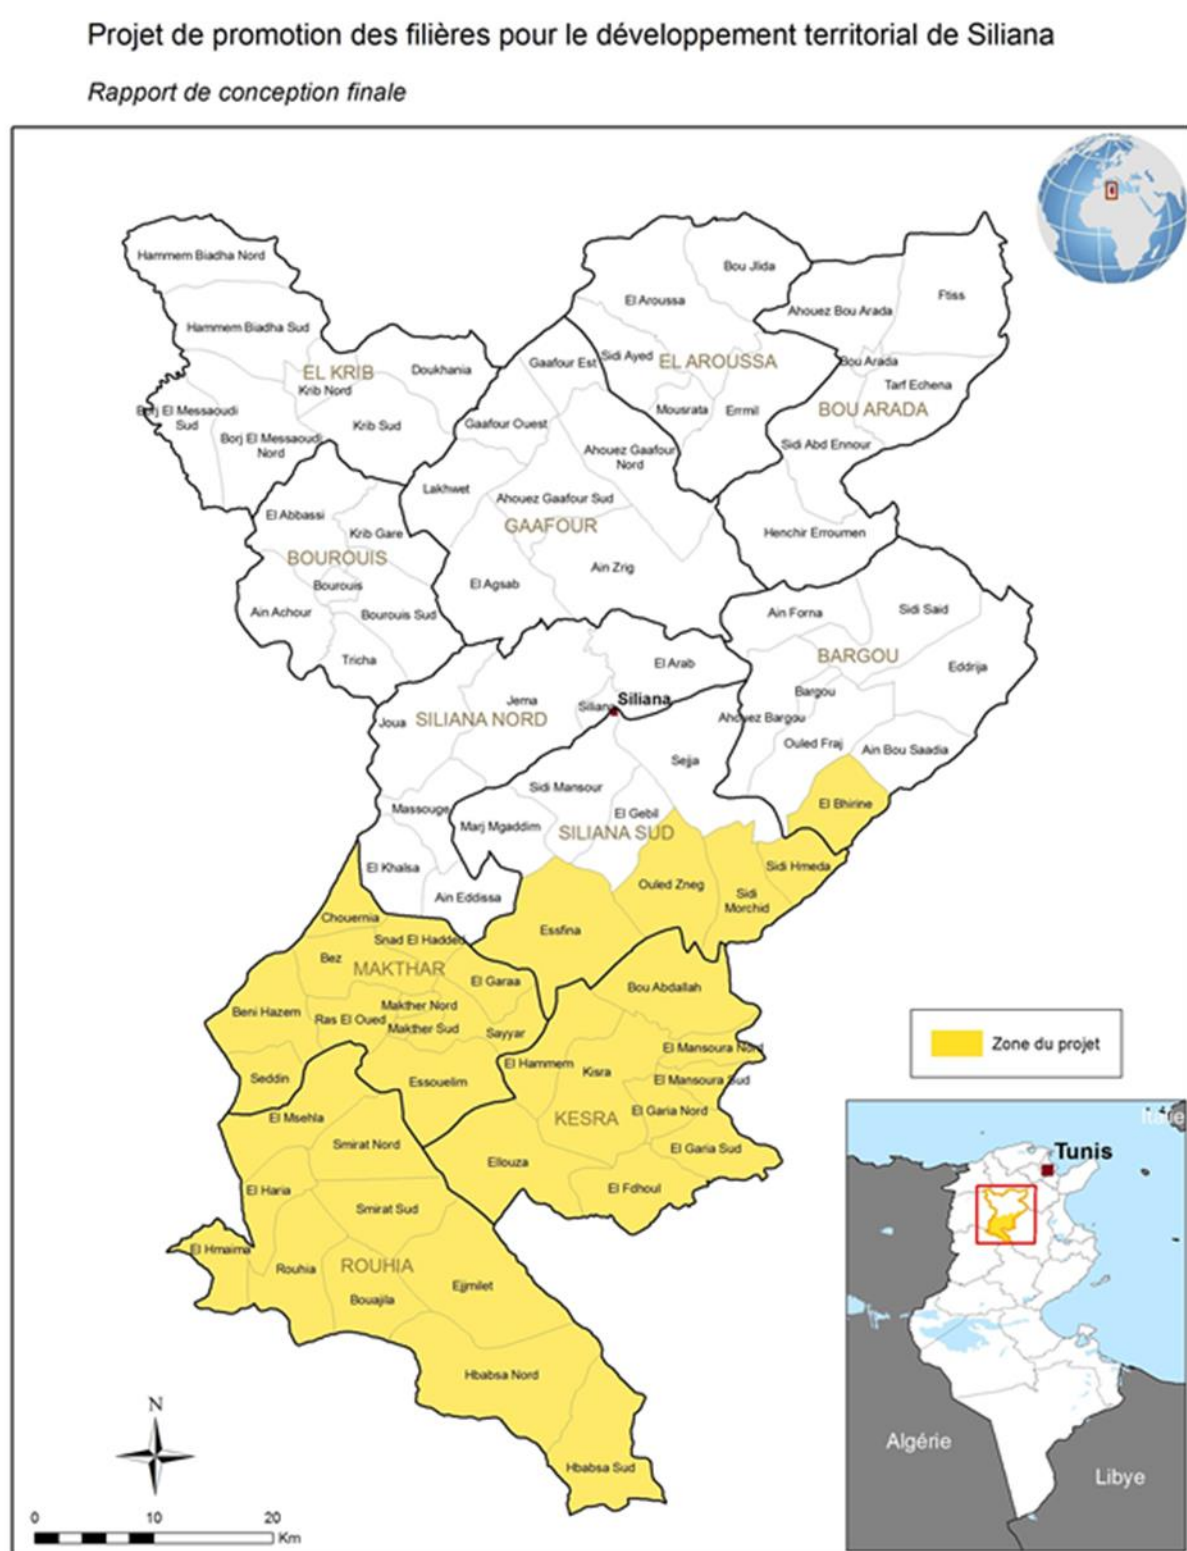 Projet de promotion des filières pour le développement territorial de Siliana
Rapport de conception finale
Hammem Biadha Nord
Bou Jlida
El Aroussa
Ftiss
Ahouez Bou Arada
Hammem Biadha Sud
Gaafour Est
Sidi Ayed
EL AROUSSA
Bou Arada
EL KRIB
Doukhania
Krib Nord
Tarf Echena
Borj El Messaoudi
Sud
Mousrata
Errmil
BOU ARADA
Krib Sud
Gaafour Ouest
Borj El Messaoudi
Nord
Ahouez Gaafour
Nord
Sidi Abd Ennour
Lakhwet
Ahouez Gaafour Sud
El Abbassi
GAAFOUR
Krib Gare
Henchir Erroumen
BOUROUIS
Ain Zrig
Bourouis
El Agsab
Ain Achour
Bourouis Sud
Ain Forna
Sidi Said
Tricha
El Arab
BARGOU
Eddrija
Jema
Siliana
Siliana
Bargou
Joua
SILIANA NORD
Ahouez Bargou
Ouled Fraj
Ain Bou Saadia
Sejja
Sidi Mansour
El Bhirine
Massouge
El Gebil
Marj Mgaddim
SILIANA SUD
El Khalsa
Sidi Hmeda
Ain Eddissa
Ouled Zneg
Sidi
Morchid
Chouernia
Essfina
Snad El Hadded
Bez
MAKTHAR
El Garaa
Bou Abdallah
Beni Hazem
Makther Nord
Ras El Oued
Makther Sud
Sayyar
El Mansoura Nord
Zone du projet
El Hammem
Kisra
Seddin
Essouelim
El Mansoura Sud
El Msehla
KESRA
El Garia Nord
Smirat Nord
El Garia Sud
Ellouza
El Haria
El Fdhoul
Smirat Sud
El Hmaima
Rouhia
ROUHIA
Ejjmilet
Bouajila
Hbabsa Nord
Hbabsa Sud
Italie
Tunis
Algérie
Libye
N
0 10 20
Km